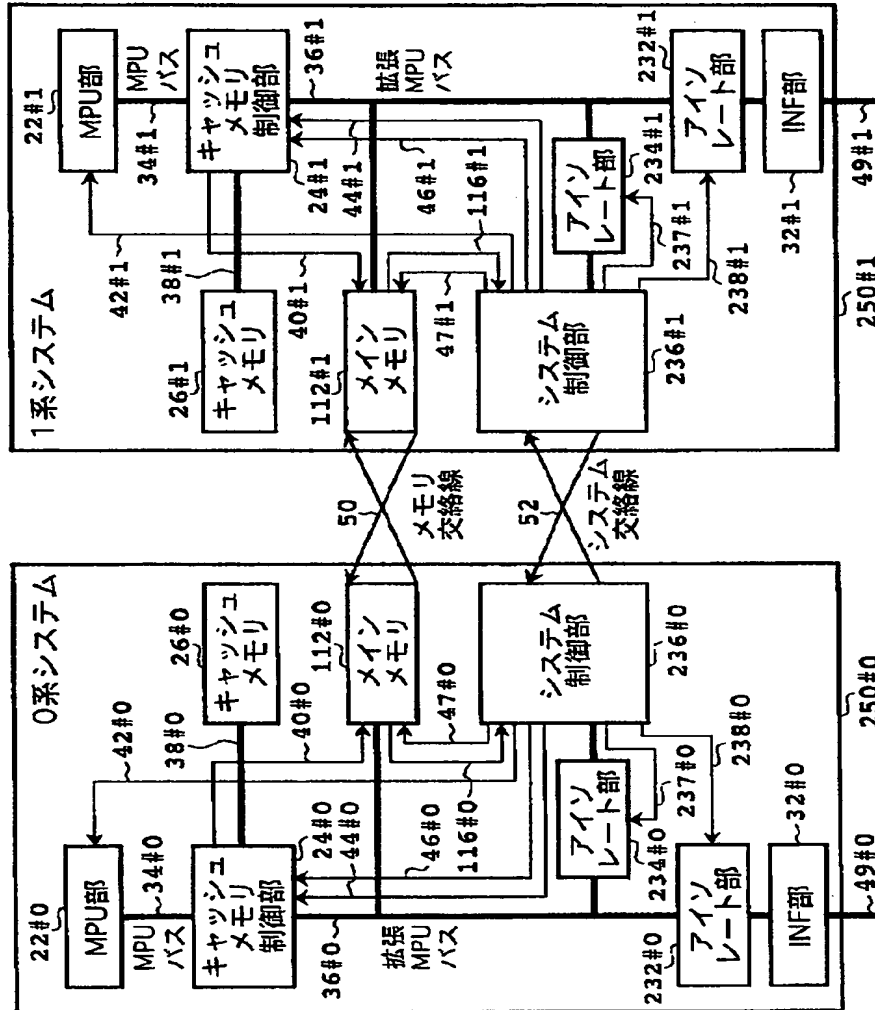 0系システム
22#0
MPU部
42#0
34#0
MPU
バス
キャッシュ
メモリ
制御部
24#0
44#0
38#0
26#0
キャッシュ
メモリ
40#0
46#0
36#0
拡張
MPU
バス
112#0
メイン
メモリ
47#0
116#0
システム
制御部
236#0
アイソ
レート部
234#0
237#0
238#0
232#0
アイソ
レート部
INF部
32#0
49#0
250#0
50
メモリ
交絡線
52
システム
交絡線
1系システム
22#1
MPU部
42#1
34#1
MPU
バス
キャッシュ
メモリ
制御部
24#1
44#1
38#1
26#1
キャッシュ
メモリ
40#1
46#1
36#1
拡張
MPU
バス
112#1
メイン
メモリ
47#1
116#1
システム
制御部
236#1
アイソ
レート部
234#1
237#1
238#1
232#1
アイソ
レート部
INF部
32#1
49#1
250#1